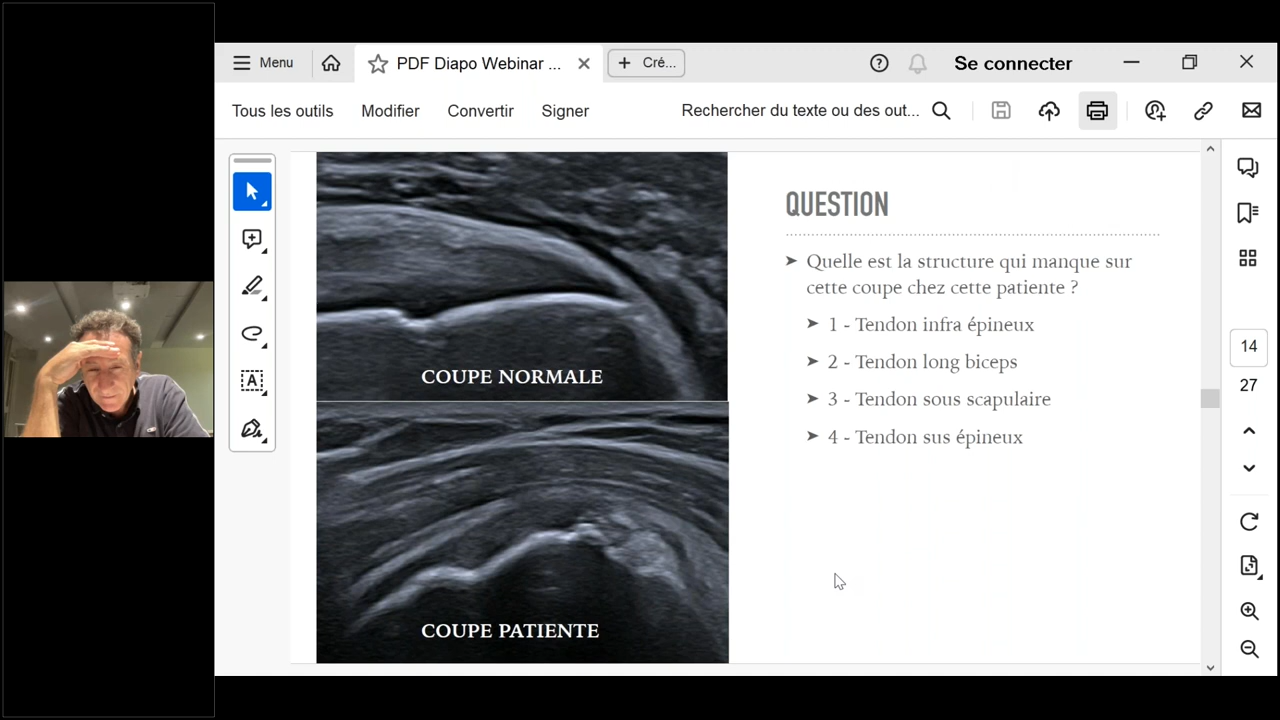 Menu
PDF Diapo Webinar ...
Cré...
Se connecter
Tous les outils
Modifier
Convertir
Signer
Rechercher du texte ou des out...
QUESTION
Quelle est la structure qui manque sur
cette coupe chez cette patiente ?
1 - Tendon infra épineux
2 - Tendon long biceps
3 - Tendon sous scapulaire
4 - Tendon sus épineux
COUPE NORMALE
COUPE PATIENTE
14
27